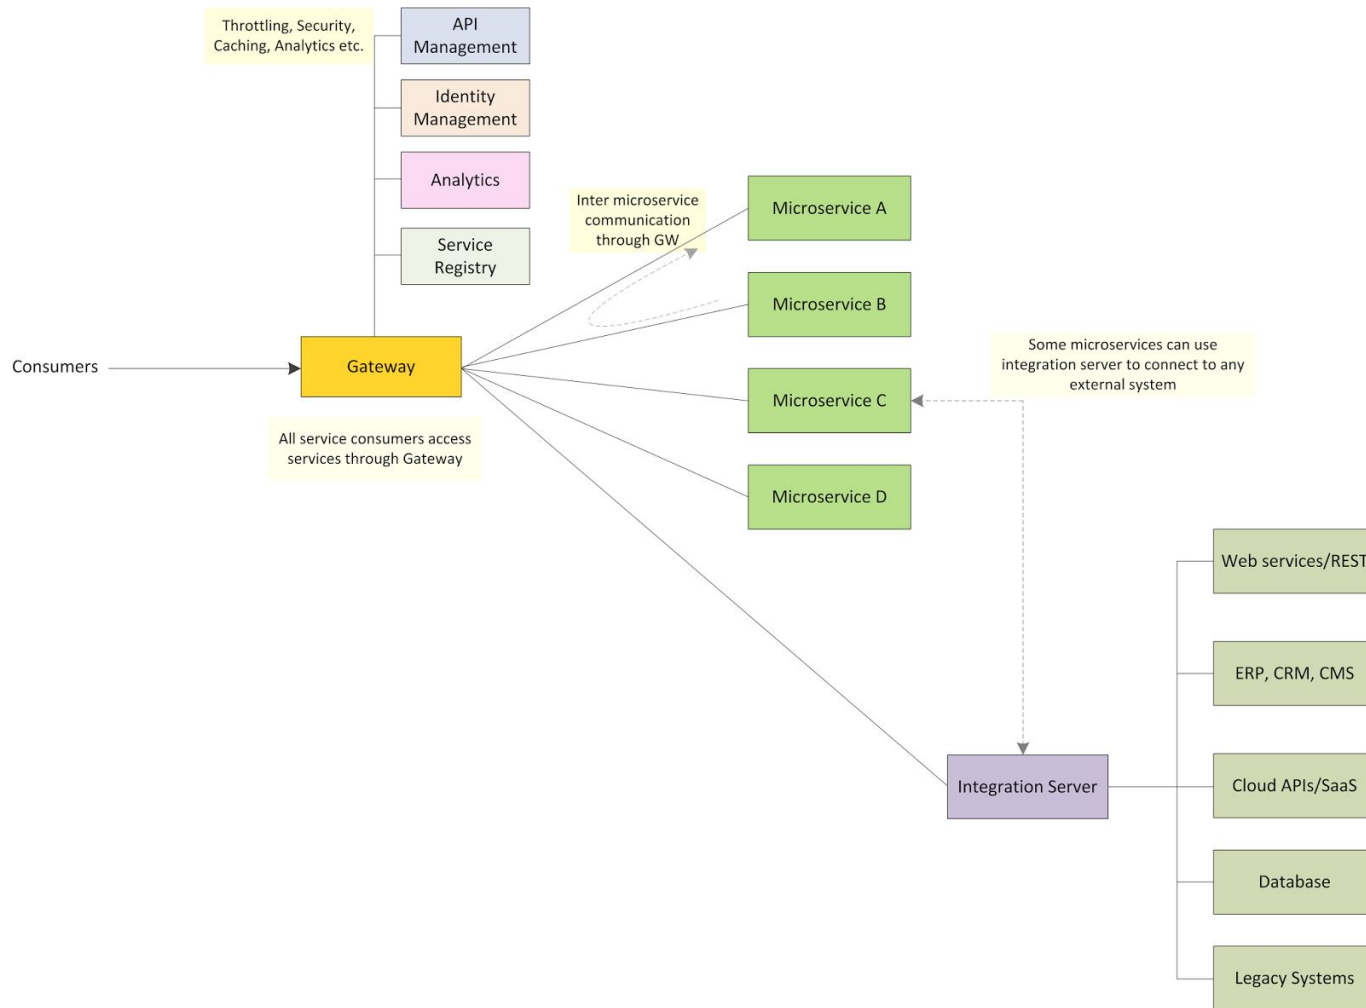 Throttling, Security,
Caching, Analytics etc.
API
Management
Identity
Management
Analytics
Service
Registry
Inter microservice
communication
through GW
Microservice A
Microservice B
Consumers
Gateway
All service consumers access
services through Gateway
Microservice C
Microservice D
Some microservices can use
integration server to connect to any
external system
Integration Server
Web services/REST
ERP, CRM, CMS
Cloud APIs/SaaS
Database
Legacy Systems